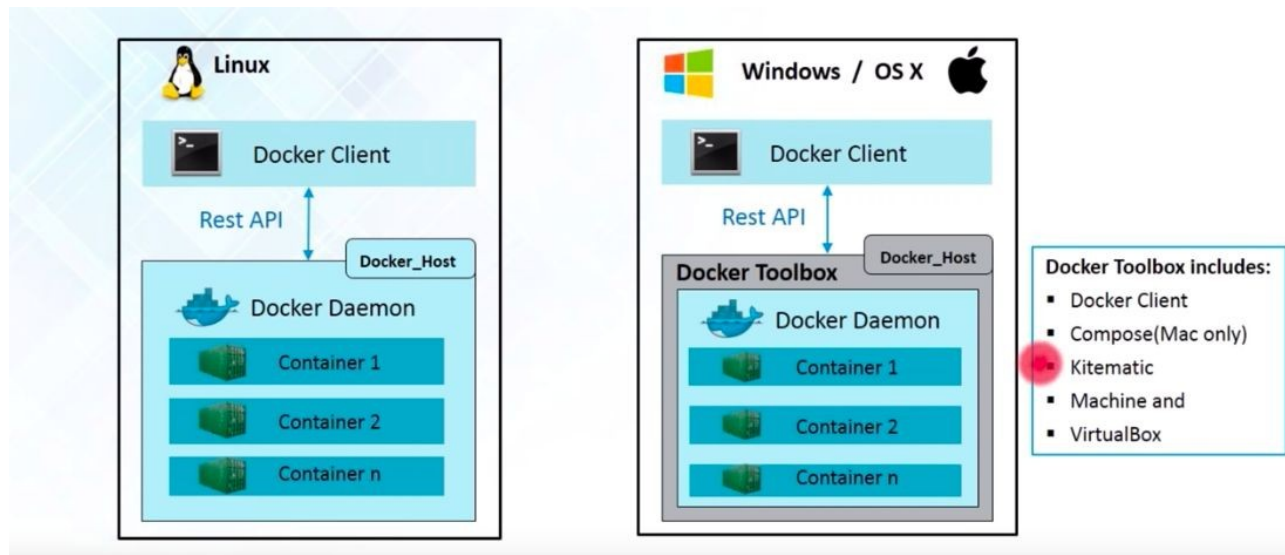 Linux
Docker Client
Rest API
Docker_Host
Docker Daemon
Container 1
Container 2
Container n
Windows / OS X
Docker Client
Rest API
Docker_Host
Docker Toolbox
Docker Daemon
Container 1
Container 2
Container n
Docker Toolbox includes:
▪ Docker Client
▪ Compose(Mac only)
▪ Kitematic
▪ Machine and
▪ VirtualBox